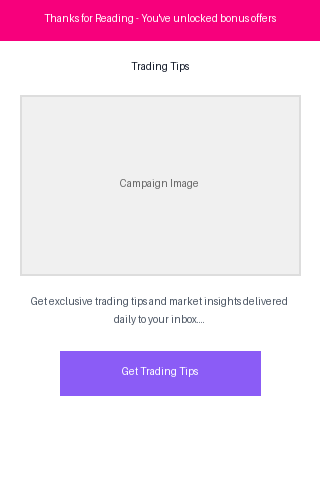 Thanks for Reading - You've unlocked bonus offers
Trading Tips
Campaign Image
Get exclusive trading tips and market insights delivered
daily to your inbox....
Get Trading Tips